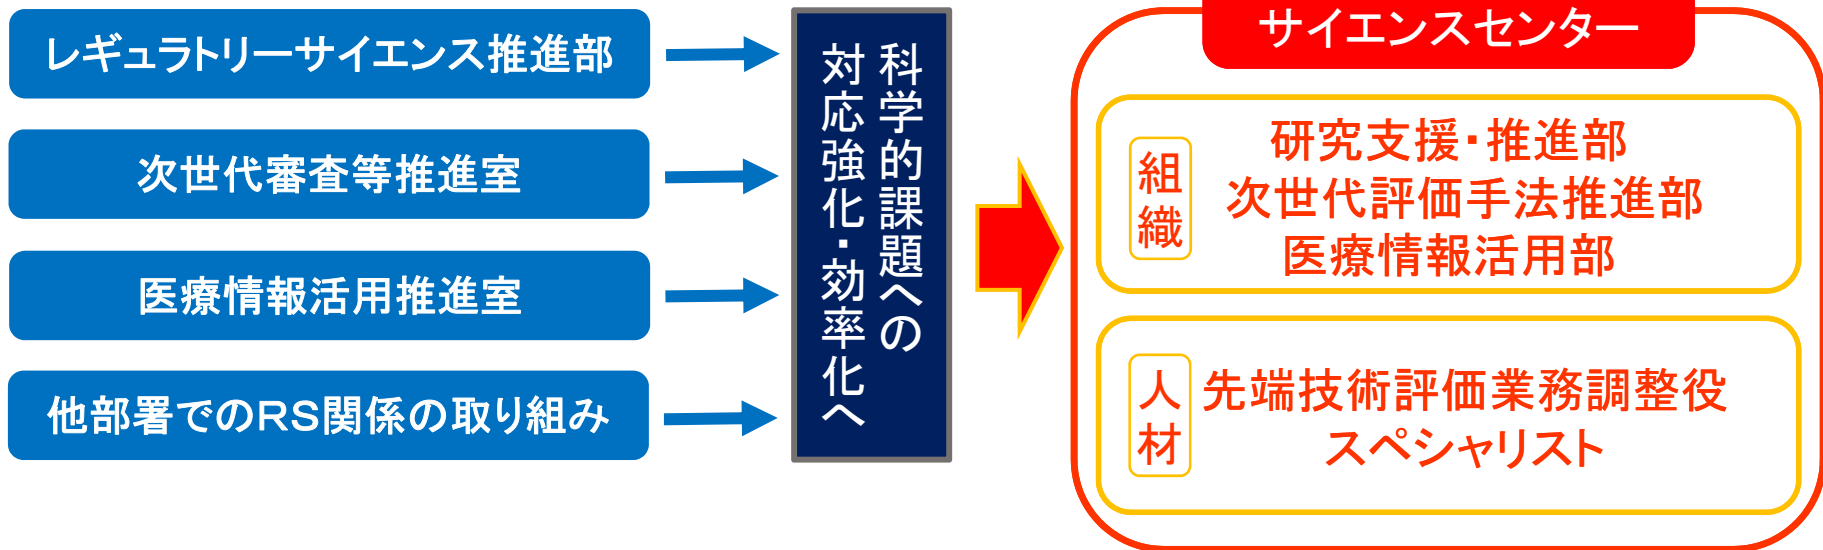 レギュラトリーサイエンス推進部
次世代審査等推進室
医療情報活用推進室
他部署でのRS関係の取り組み
科学的課題への
対応強化・効率化へ
サイエンスセンター
組織
研究支援・推進部
次世代評価手法推進部
医療情報活用部
人材
先端技術評価業務調整役
スペシャリスト